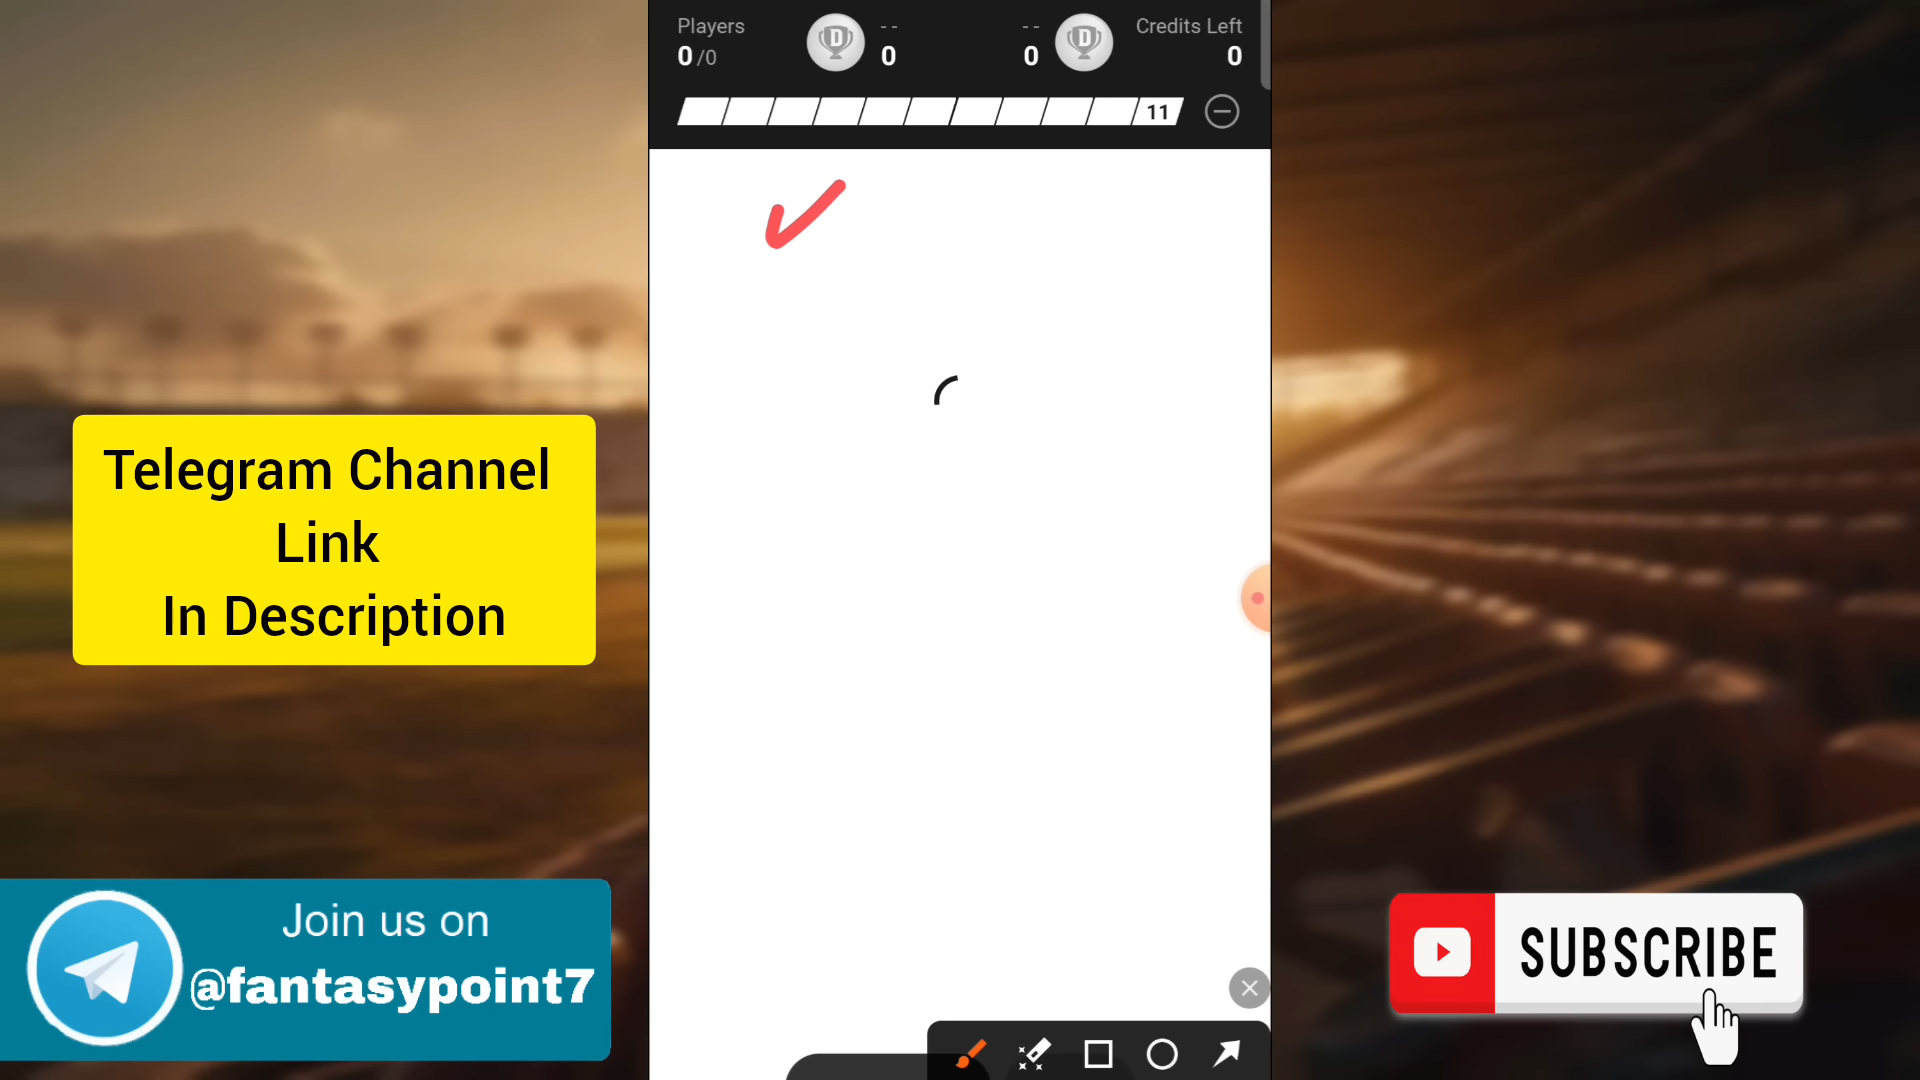 Players
0/0
D
--
0
--
0
D
Credits Left
0
11
Telegram Channel
Link
In Description
Join us on
@fantasypoint7
SUBSCRIBE